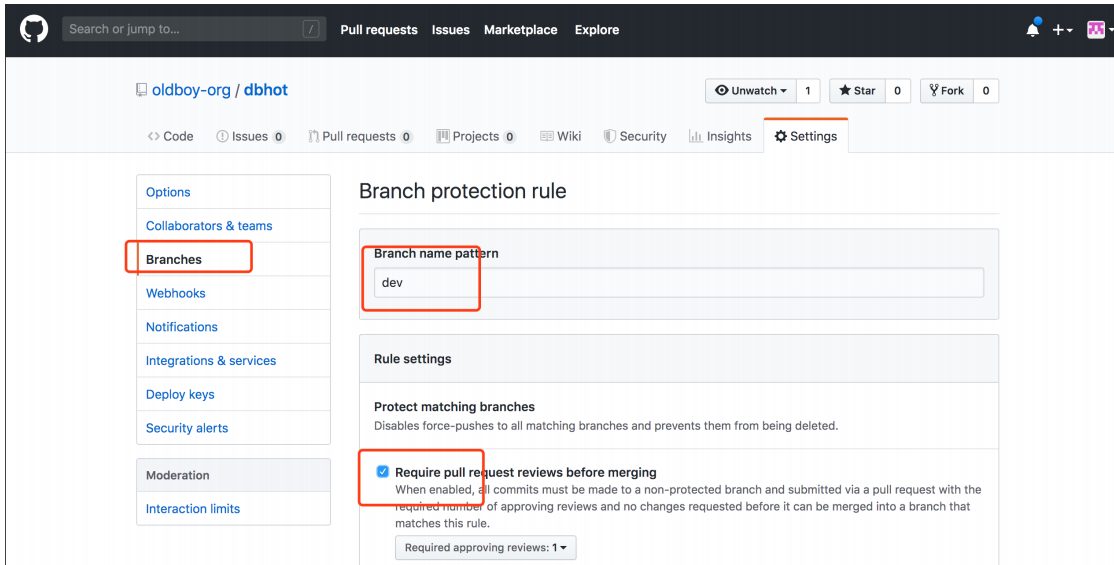 Search or jump to... / Pull requests Issues Marketplace Explore
oldboy-org / dbhot
Unwatch 1 Star 0 Fork 0
Code Issues 0 Pull requests 0 Projects 0 Wiki Security Insights Settings
Options
Collaborators & teams
Branches
Webhooks
Notifications
Integrations & services
Deploy keys
Security alerts
Moderation
Interaction limits
Branch protection rule
Branch name pattern
dev
Rule settings
Protect matching branches
Disables force-pushes to all matching branches and prevents them from being deleted.
Require pull request reviews before merging
When enabled, all commits must be made to a non-protected branch and submitted via a pull request with the
required number of approving reviews and no changes requested before it can be merged into a branch that
matches this rule.
Required approving reviews: 1